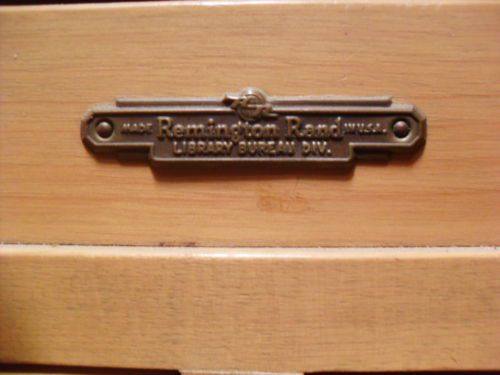 MADE Remington Rand IN U.S.A.
LIBRARY BUREAU DIV.